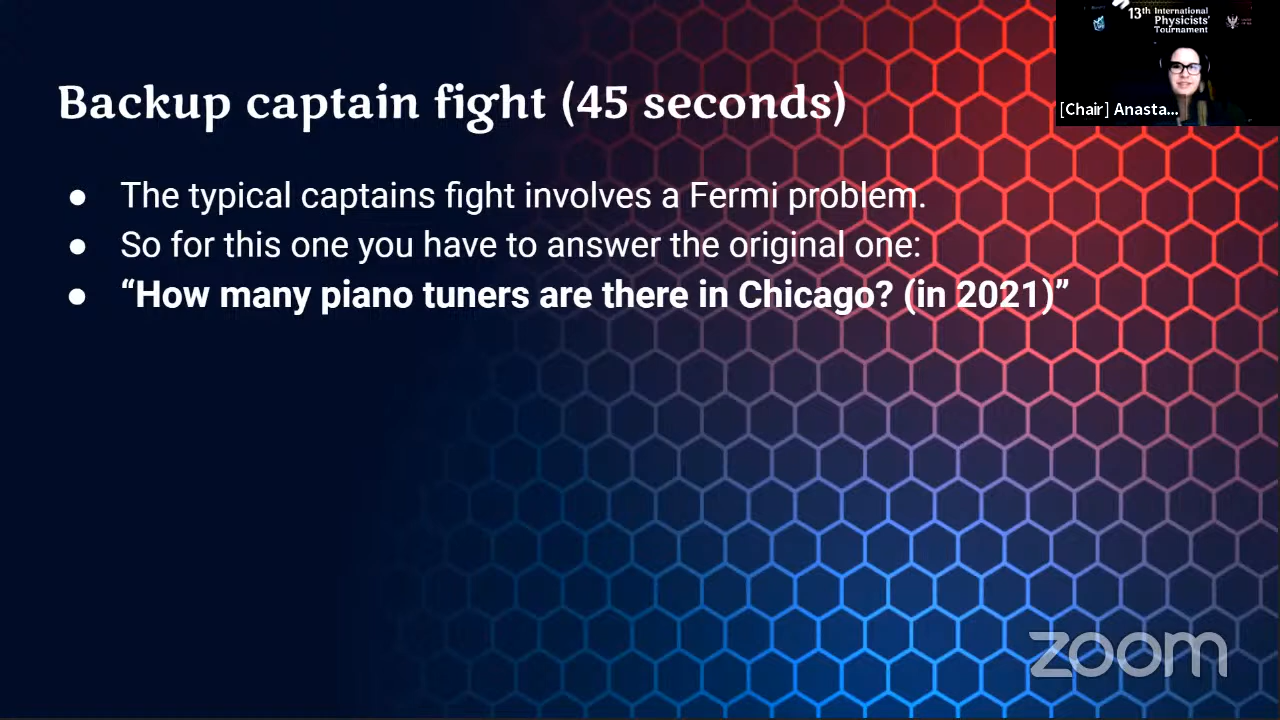 Backup captain fight (45 seconds)
13th International
Physicists'
Tournament
[Chair] Anasta...
● The typical captains fight involves a Fermi problem.
● So for this one you have to answer the original one:
● “How many piano tuners are there in Chicago? (in 2021)”
zoom